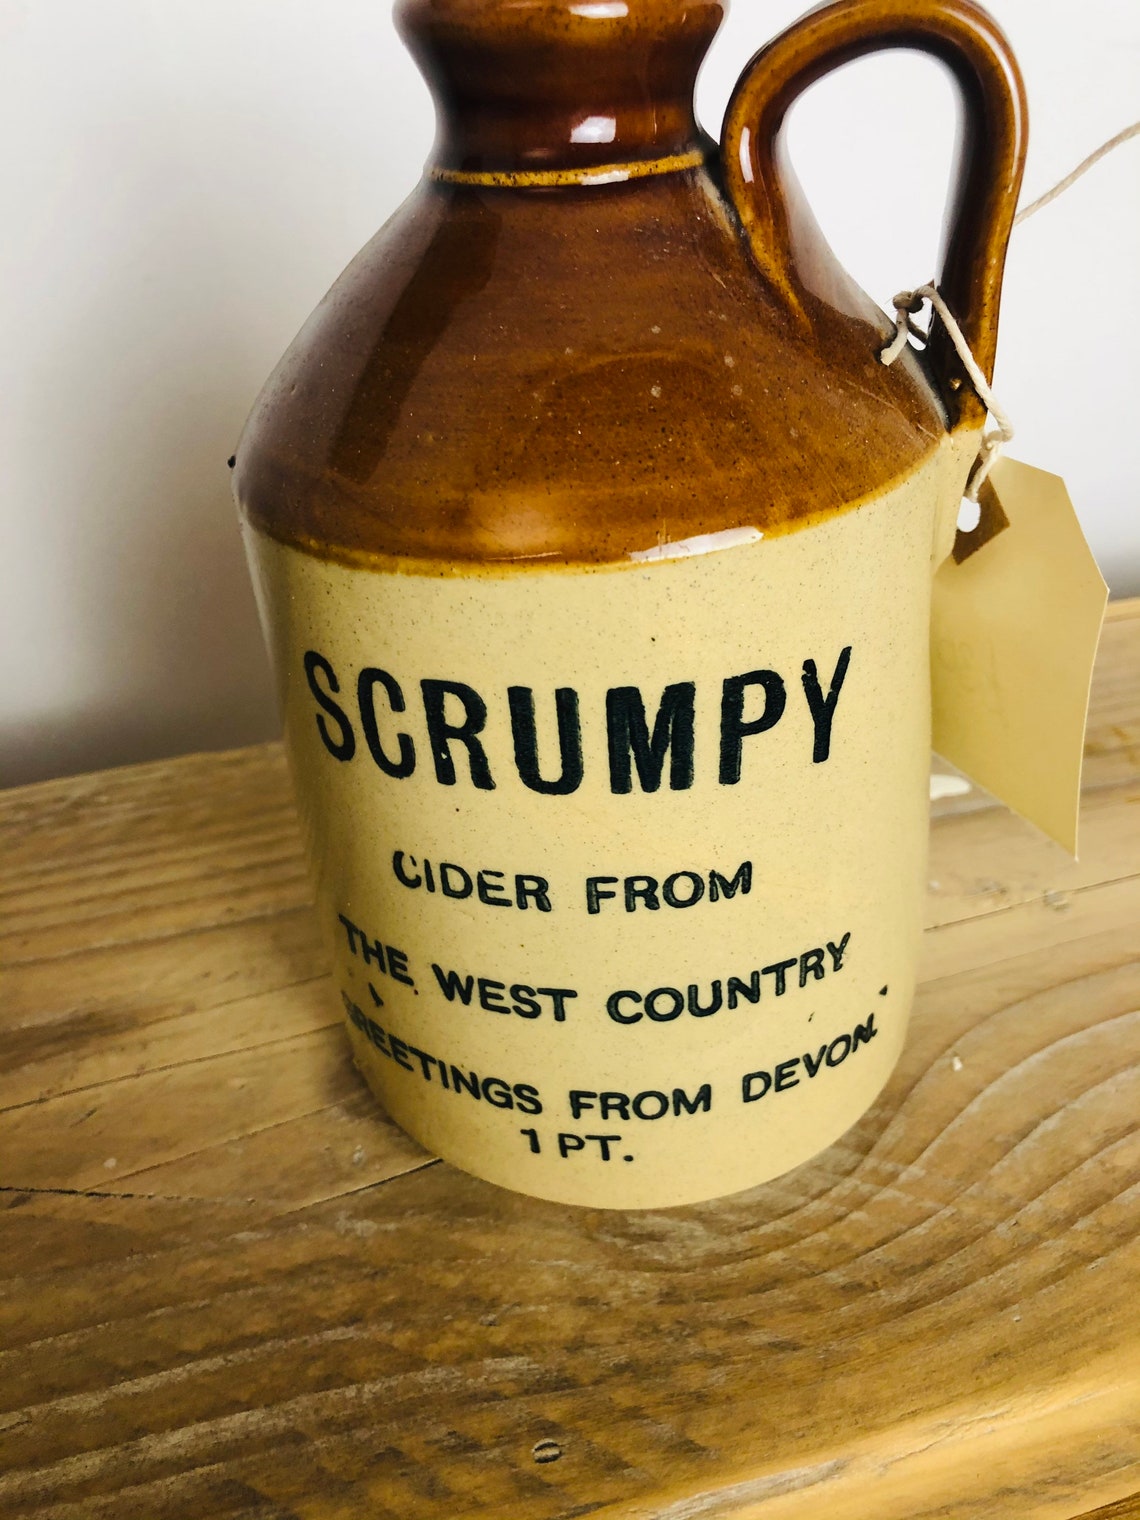 SCRUMPY
CIDER FROM
THE WEST COUNTRY
GREETINGS FROM DEVON.
1 PT.